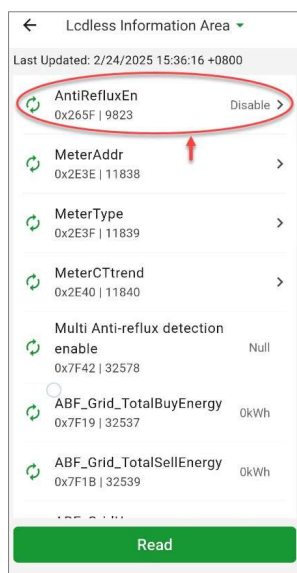 Lcdless Information Area
Last Updated: 2/24/2025 15:36:16 +0800
AntiRefluxEn
Disable
0x265F | 9823
MeterAddr
0x2E3E | 11838
MeterType
0x2E3F | 11839
MeterCTtrend
0x2E40 | 11840
Multi Anti-reflux detection
enable
Null
0x7F42 | 32578
ABF_Grid_TotalBuyEnergy
0kWh
0x7F19 | 32537
ABF_Grid_TotalSellEnergy
0kWh
0x7F1B | 32539
Read